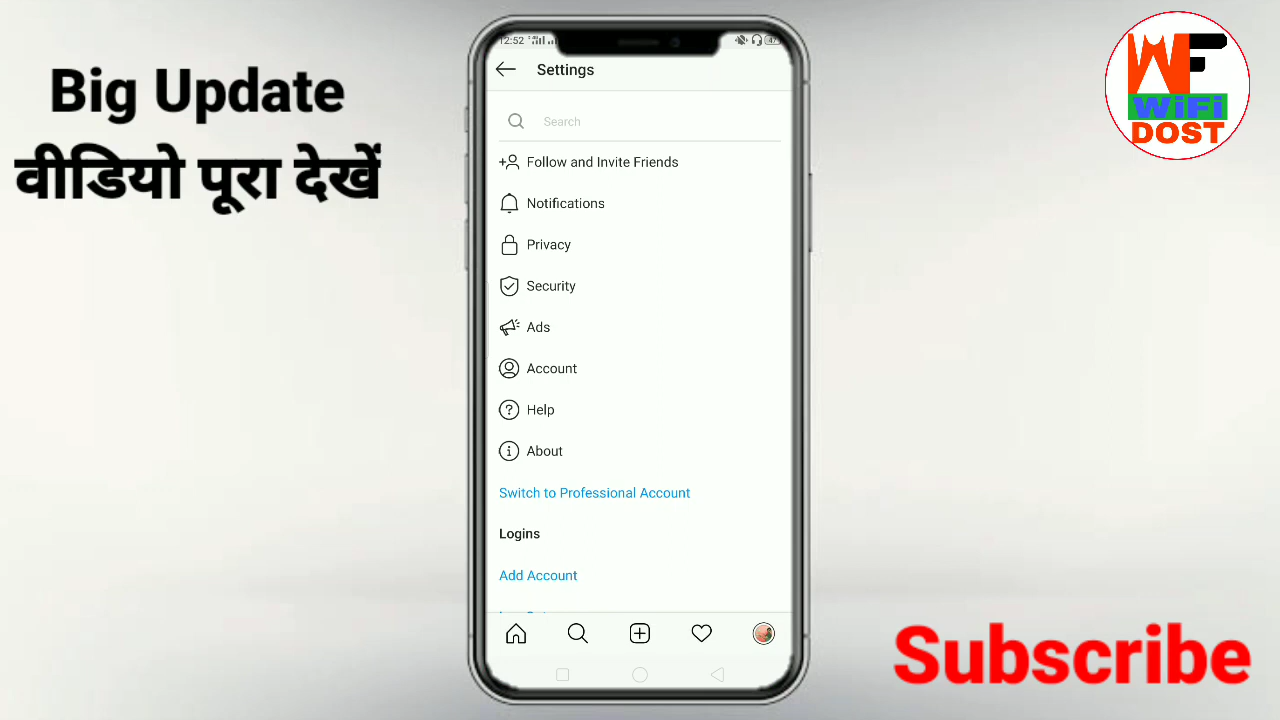 Big Update
वीडियो पूरा देखें
12:52
Settings
Search
Follow and Invite Friends
Notifications
Privacy
Security
Ads
Account
Help
About
Switch to Professional Account
Logins
Add Account
WF
WiFi
DOST
Subscribe